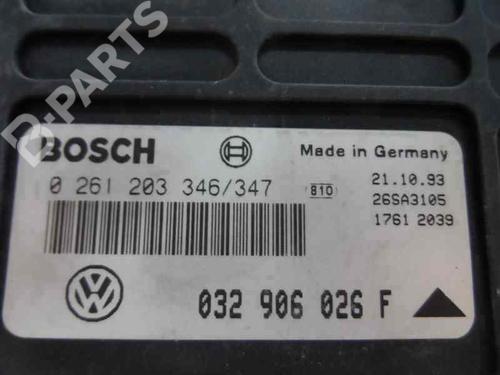 B-PARTS
BOSCH
Made in Germany
0 261 203 346/347
810
21.10.93
26SA3105
1761 2039
032 906 026 F